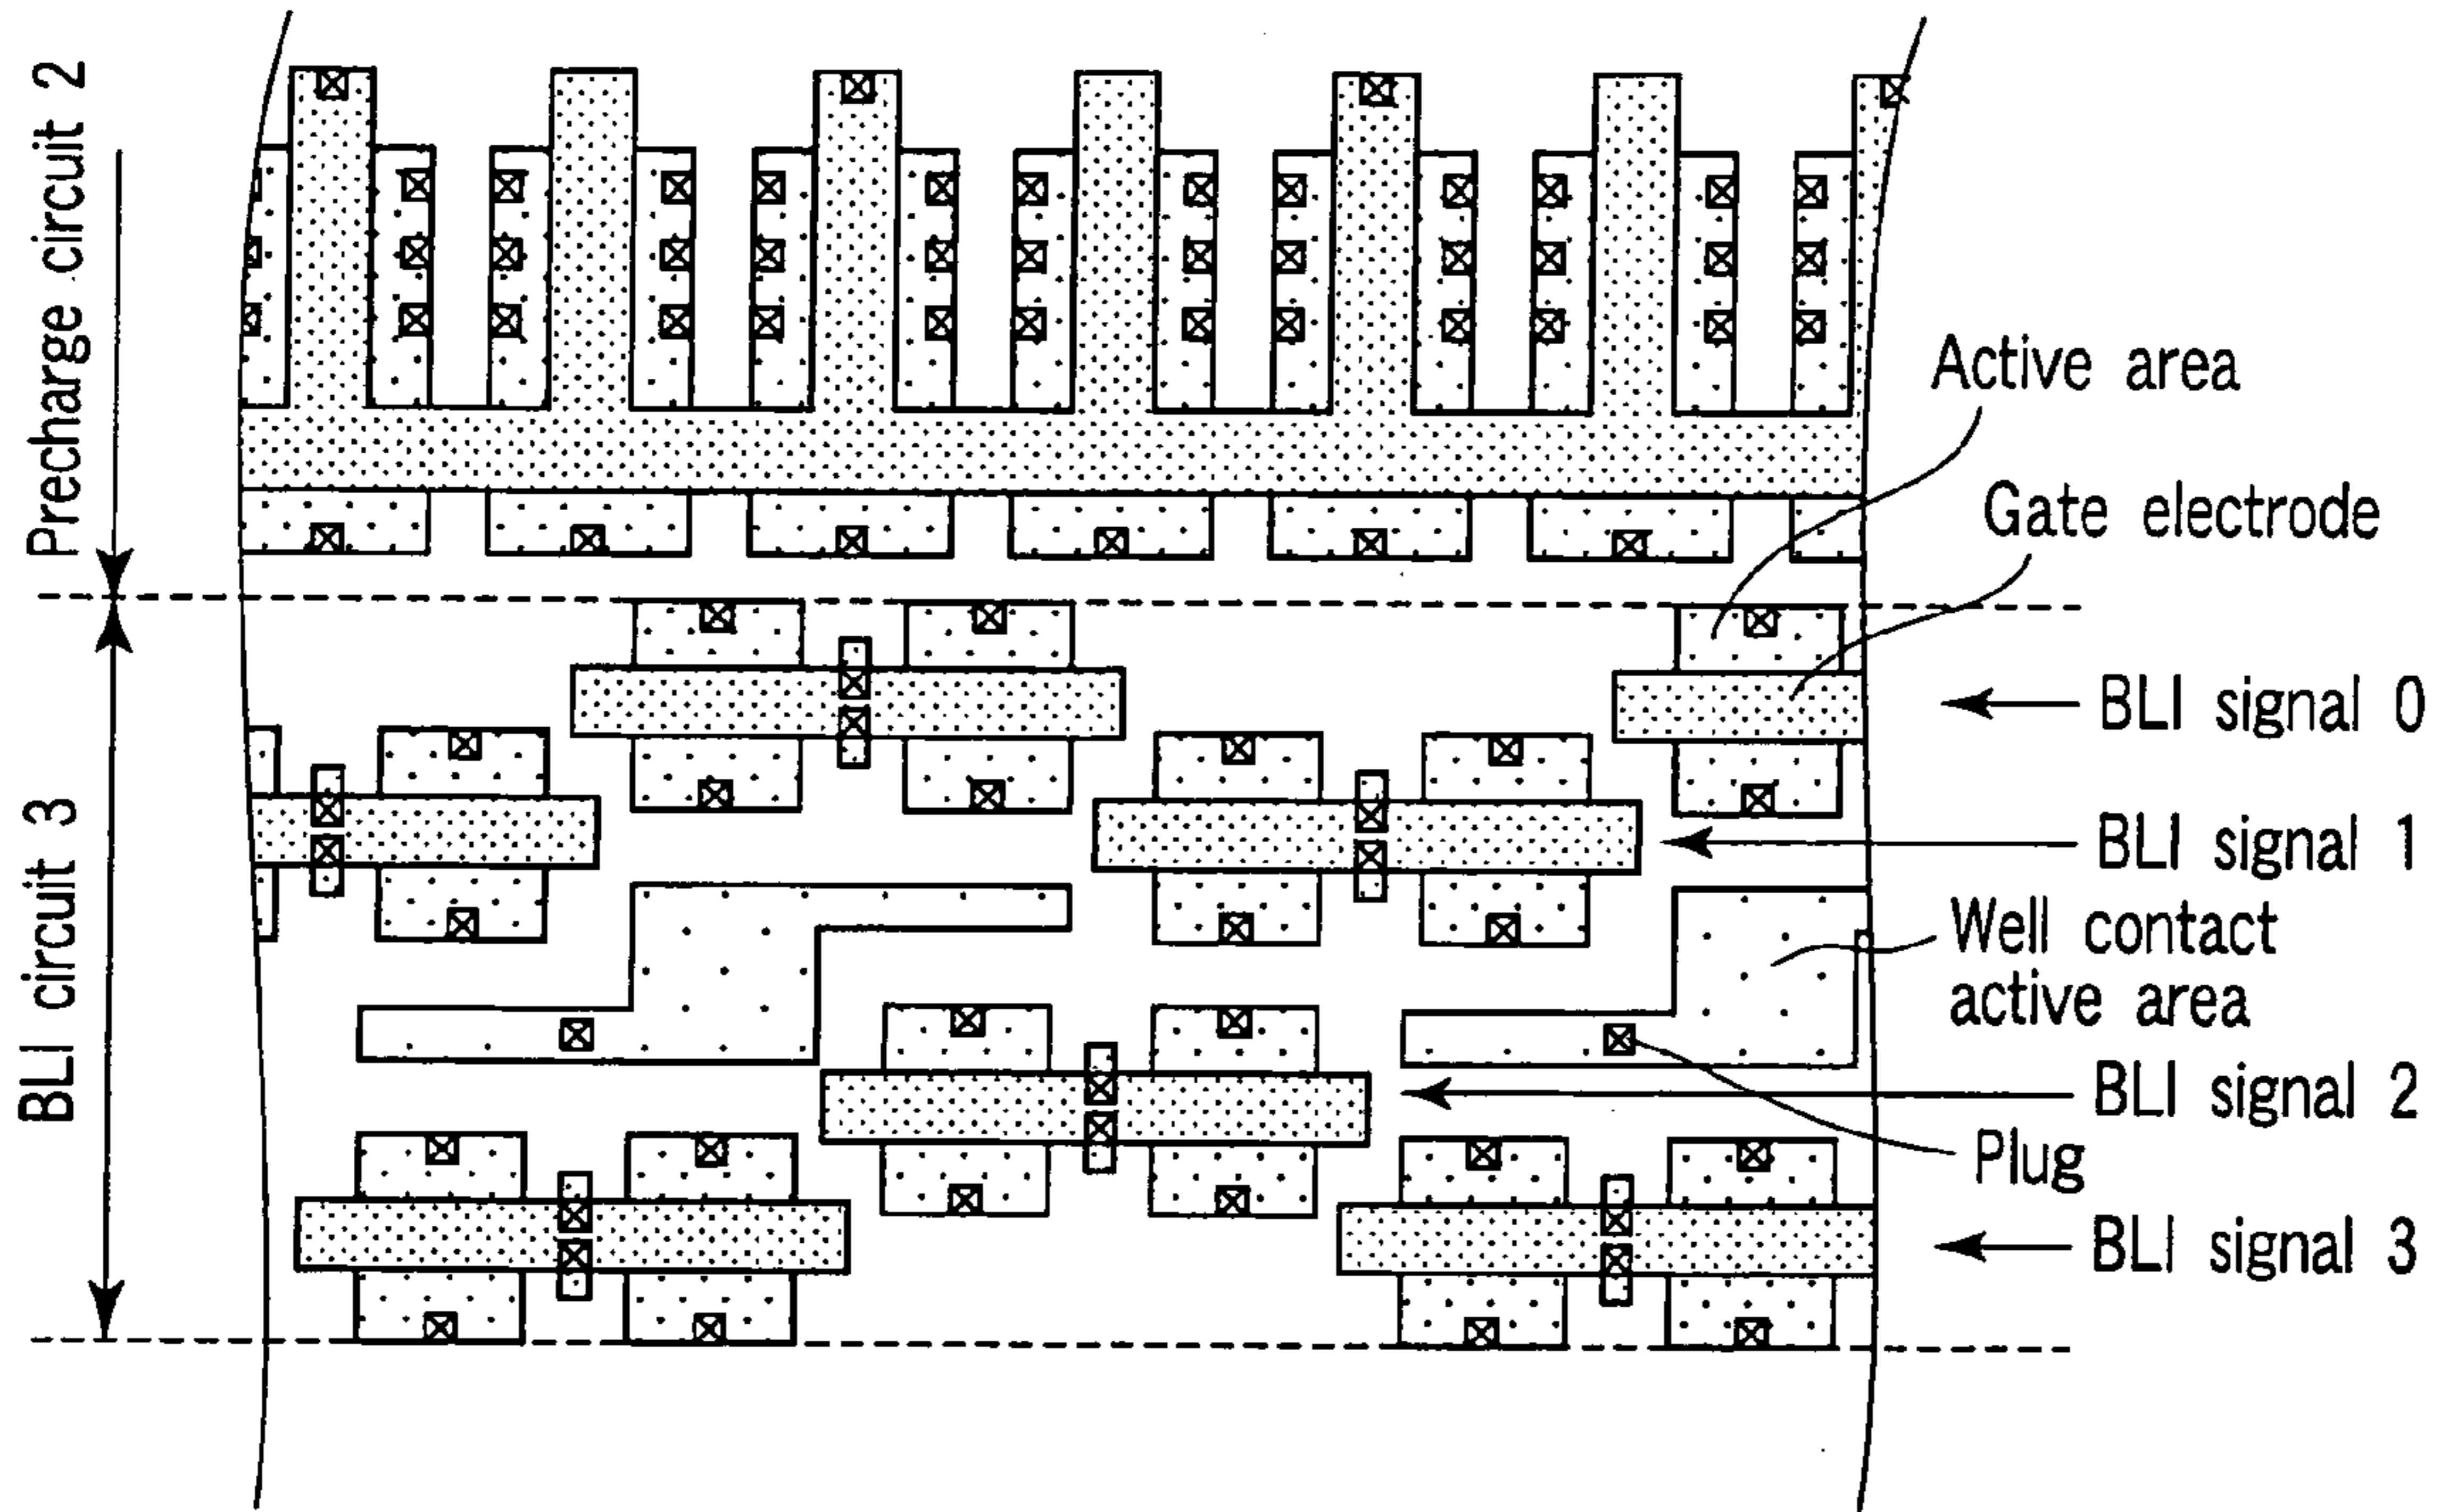 Precharge circuit 2
BLI circuit 3
Active area
Gate electrode
BLI signal 0
BLI signal 1
Well contact
active area
BLI signal 2
Plug
BLI signal 3